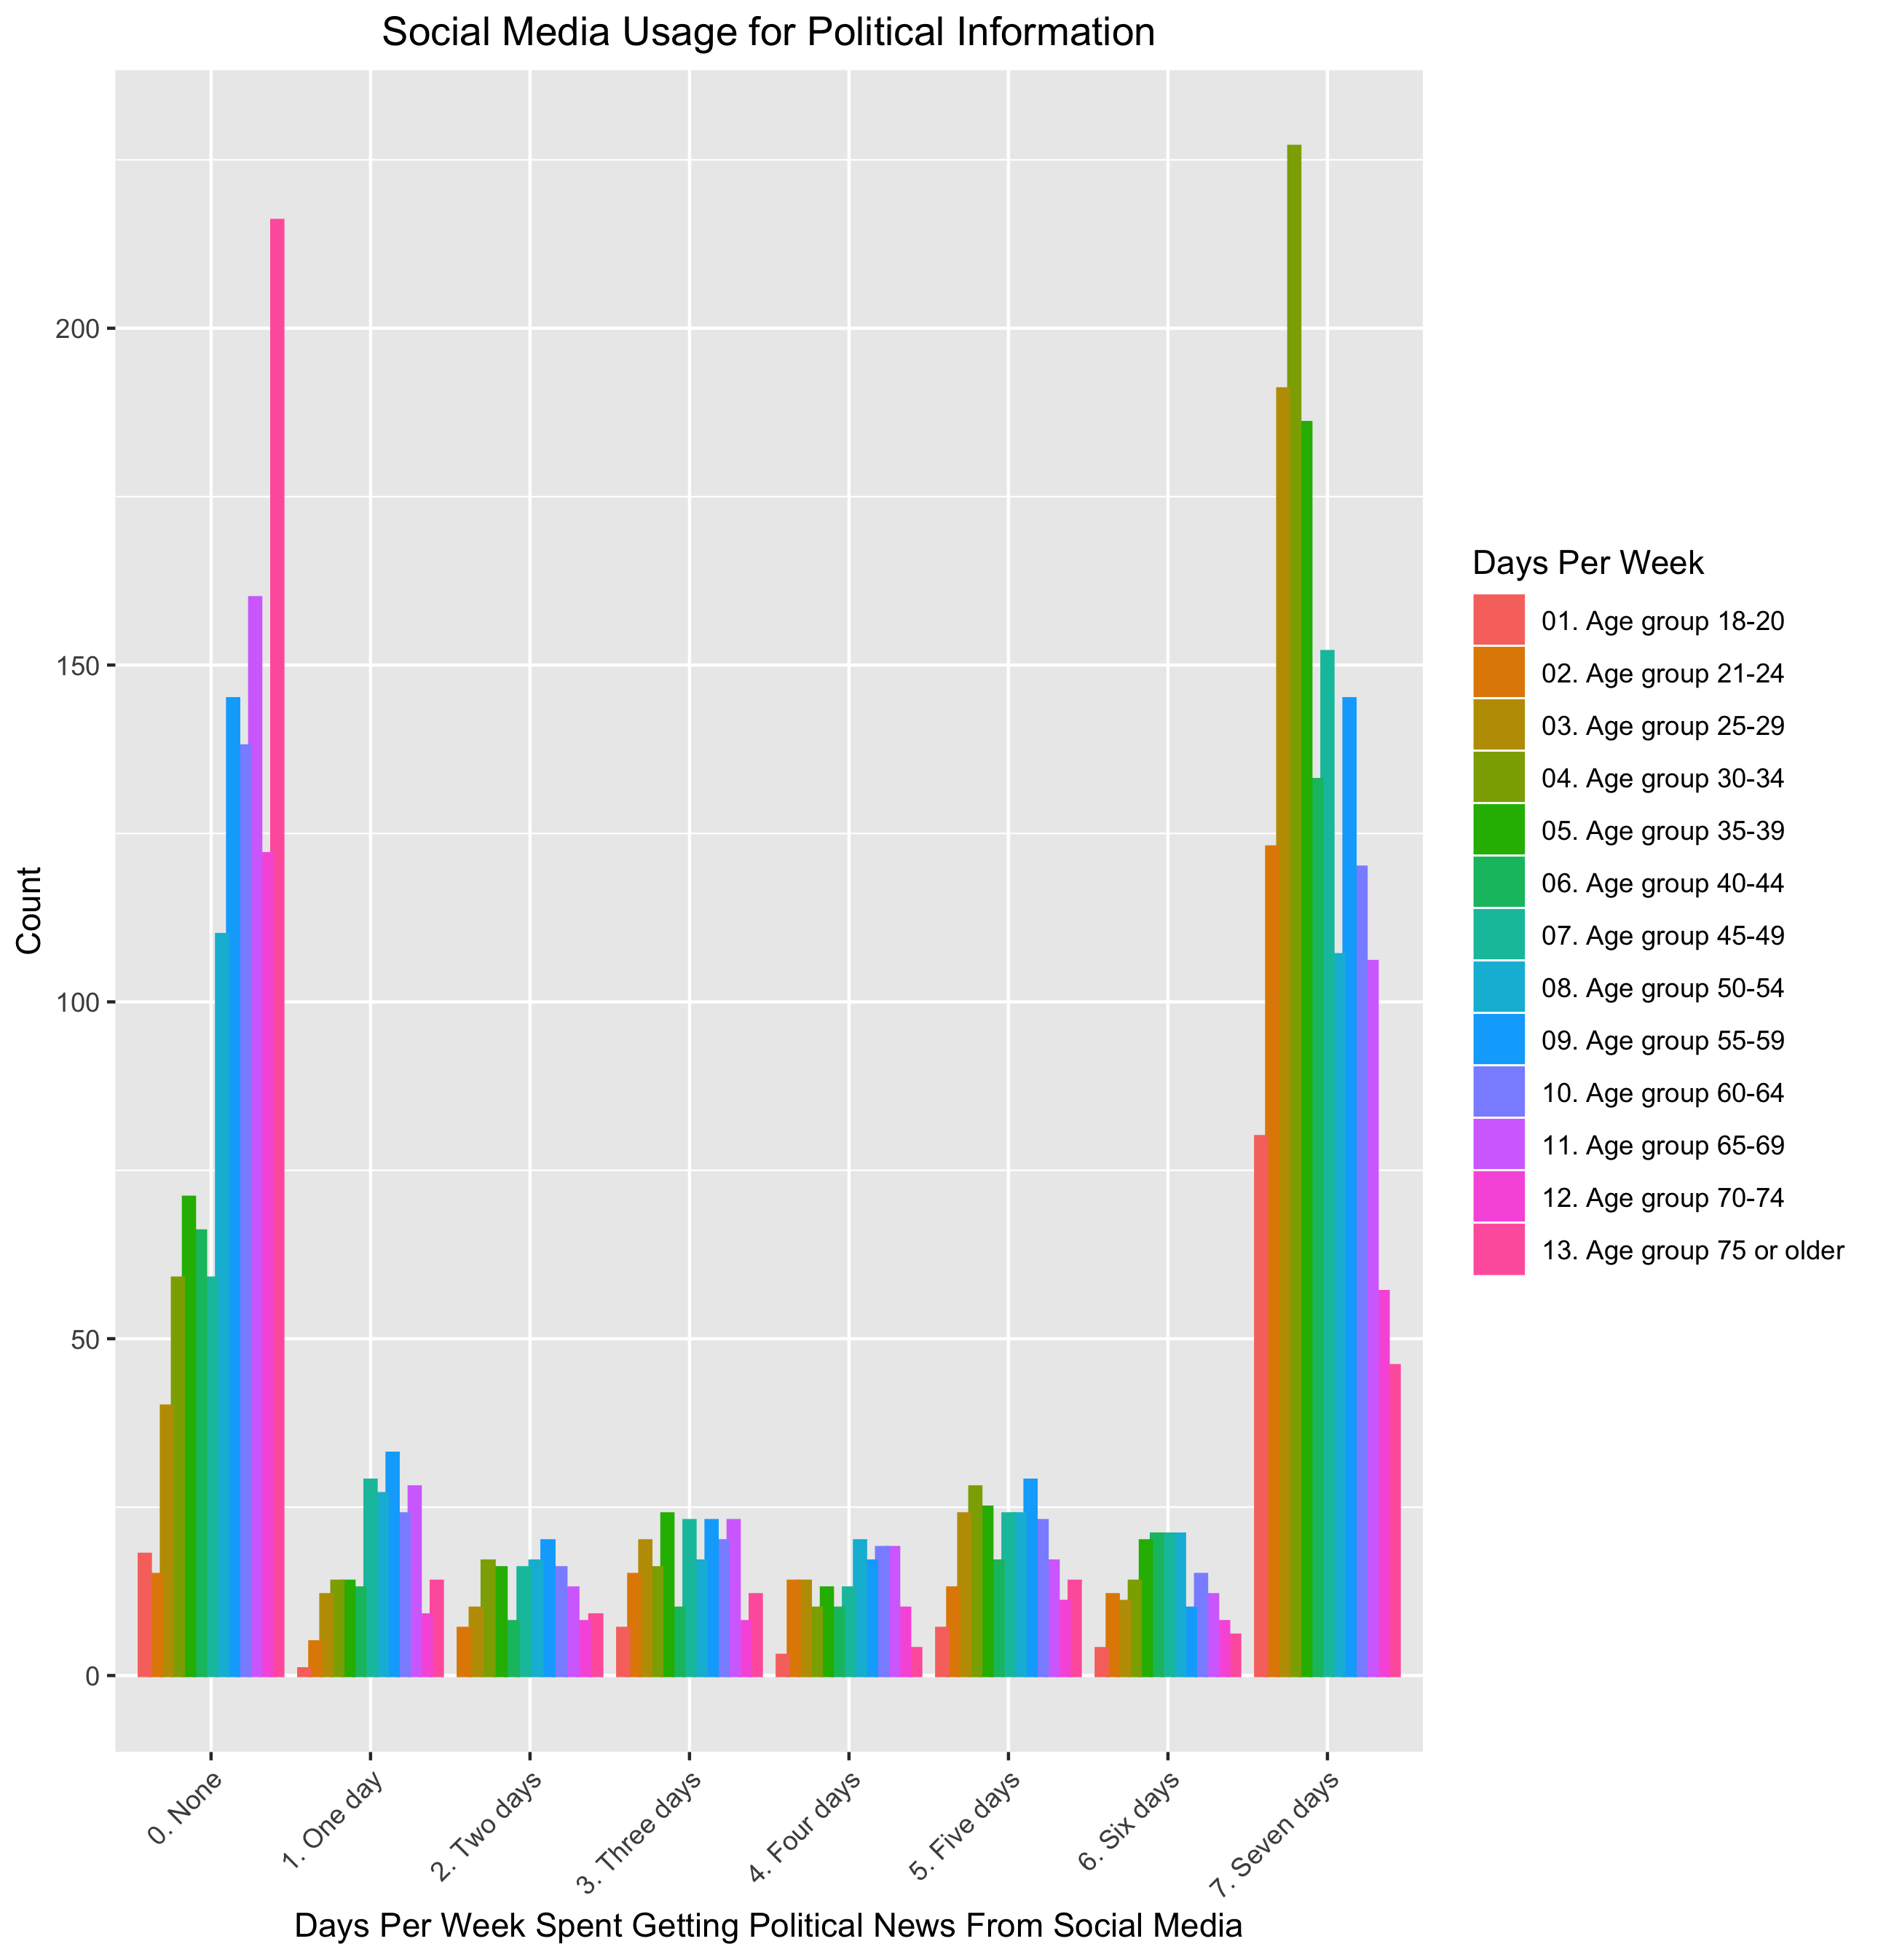 Social Media Usage for Political Information
Count
200
150
100
50
0
0. None
1. One day
2. Two days
3. Three days
4. Four days
5. Five days
6. Six days
7. Seven days
Days Per Week Spent Getting Political News From Social Media
Days Per Week
01. Age group 18-20
02. Age group 21-24
03. Age group 25-29
04. Age group 30-34
05. Age group 35-39
06. Age group 40-44
07. Age group 45-49
08. Age group 50-54
09. Age group 55-59
10. Age group 60-64
11. Age group 65-69
12. Age group 70-74
13. Age group 75 or older